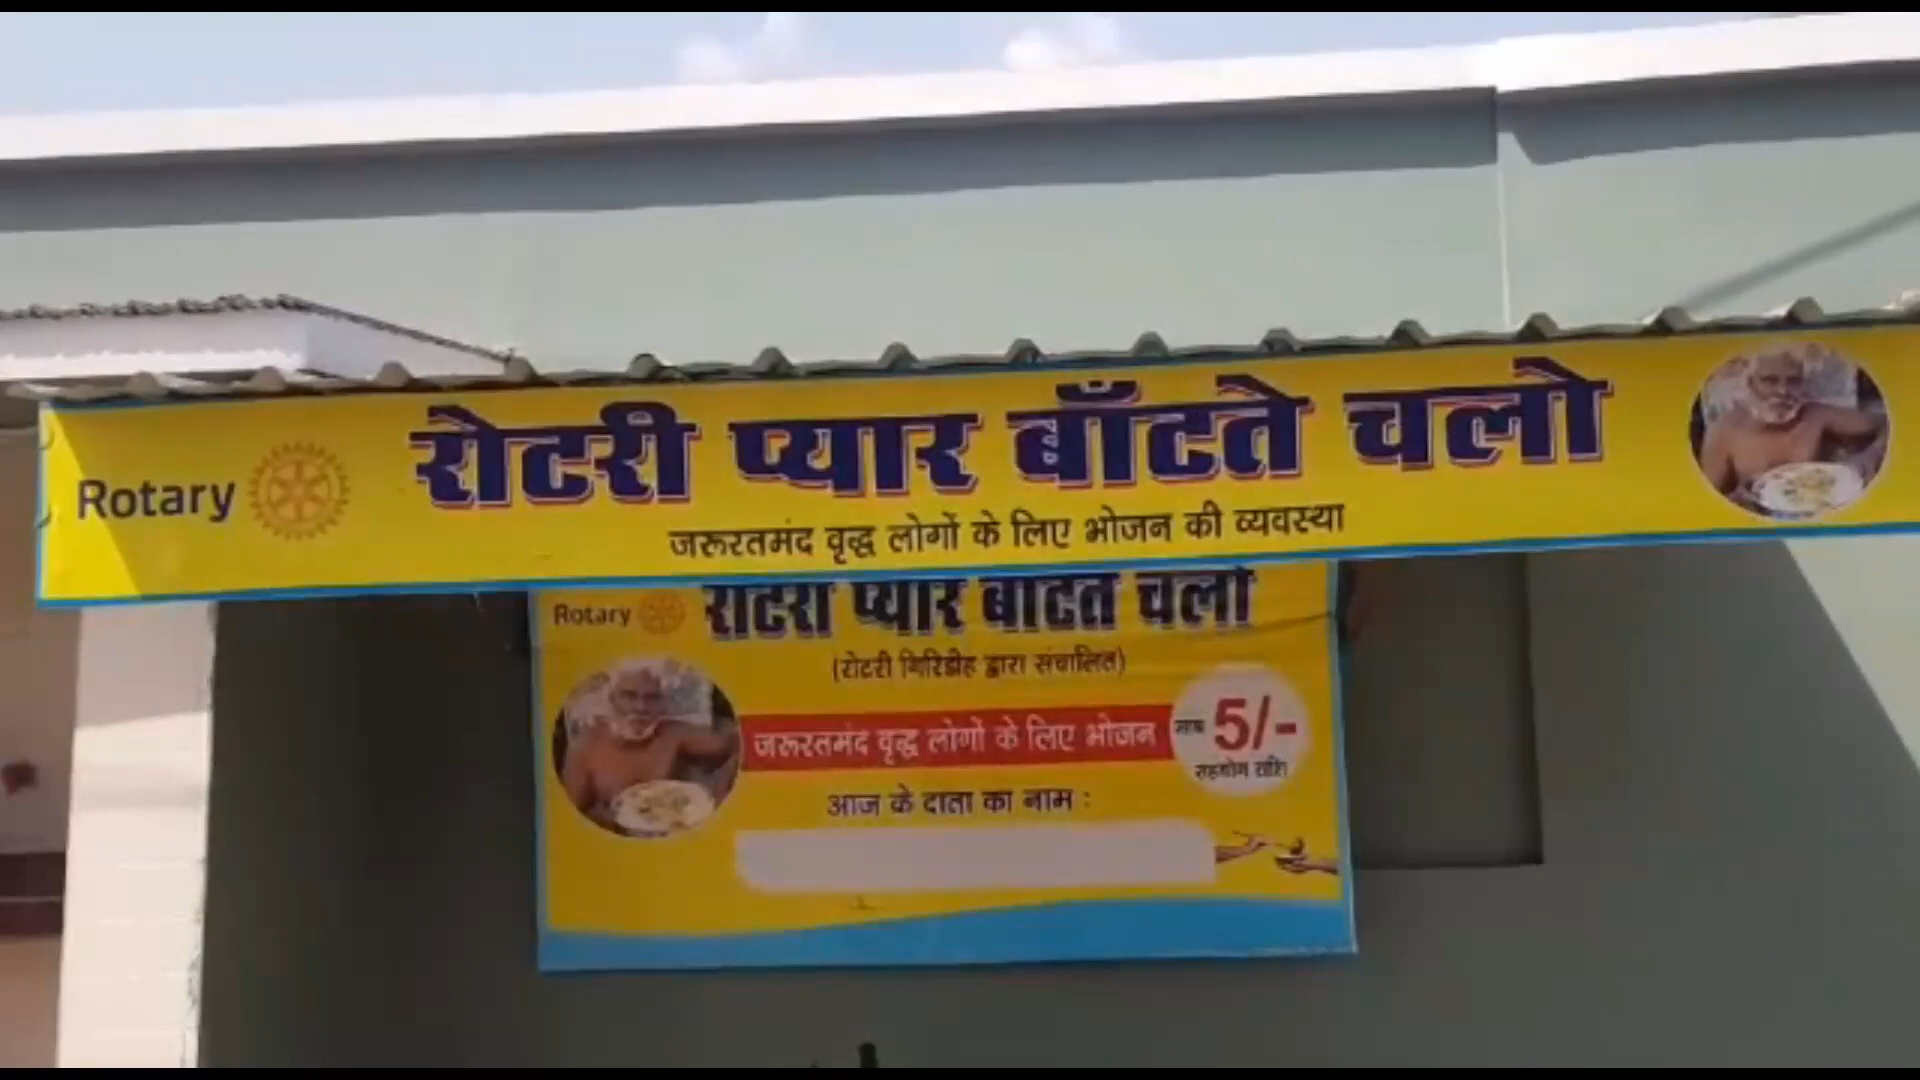 Rotary
रोटरी प्यार बाँटते चलो
जरूरतमंद वृद्ध लोगों के लिए भोजन की व्यवस्था
Rotary
रोटरी प्यार बाँटते चलो
(रोटरी गिरिडीह द्वारा संचालित)
जरूरतमंद वृद्ध लोगों के लिए भोजन
मात्र 5/-
सहयोग राशि
आज के दाता का नाम :